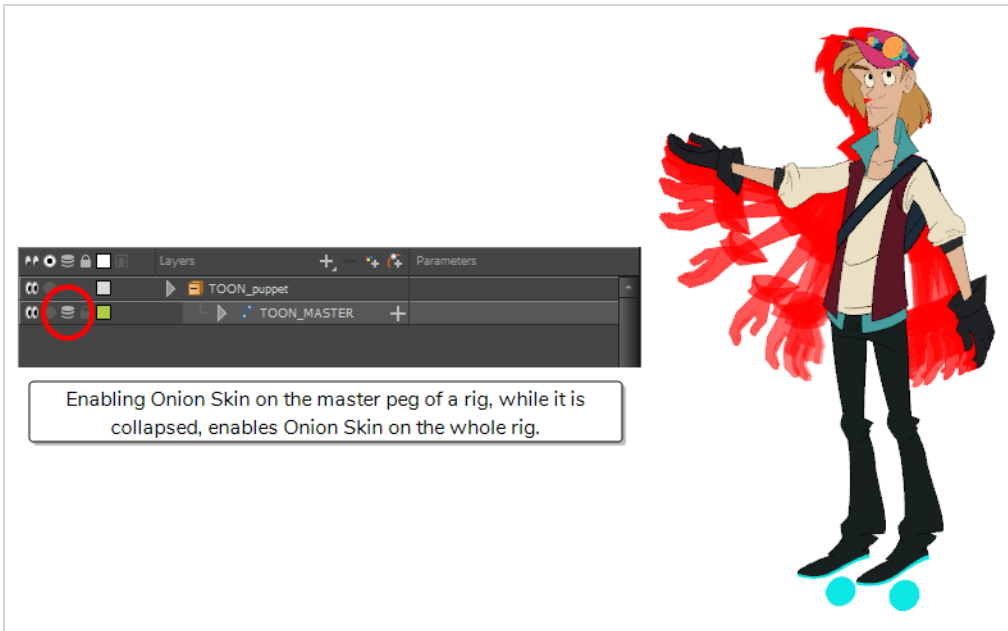 Layers
Parameters
TOON_puppet
TOON_MASTER
Enabling Onion Skin on the master peg of a rig, while it is
collapsed, enables Onion Skin on the whole rig.